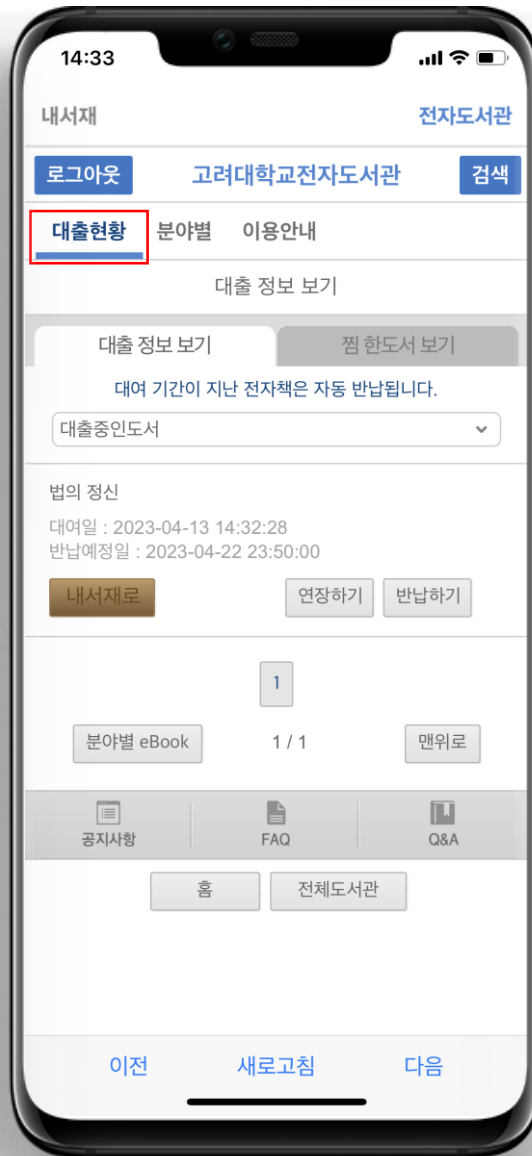 14:33
내서재 전자도서관
로그아웃 고려대학교전자도서관 검색
대출현황 분야별 이용안내
대출 정보 보기
대출 정보 보기 찜 한도서 보기
대여 기간이 지난 전자책은 자동 반납됩니다.
대출중인도서
법의 정신
대여일 : 2023-04-13 14:32:28
반납예정일 : 2023-04-22 23:50:00
내서재로 연장하기 반납하기
1
분야별 eBook 1 / 1 맨위로
공지사항 FAQ Q&A
홈 전체도서관
이전 새로고침 다음